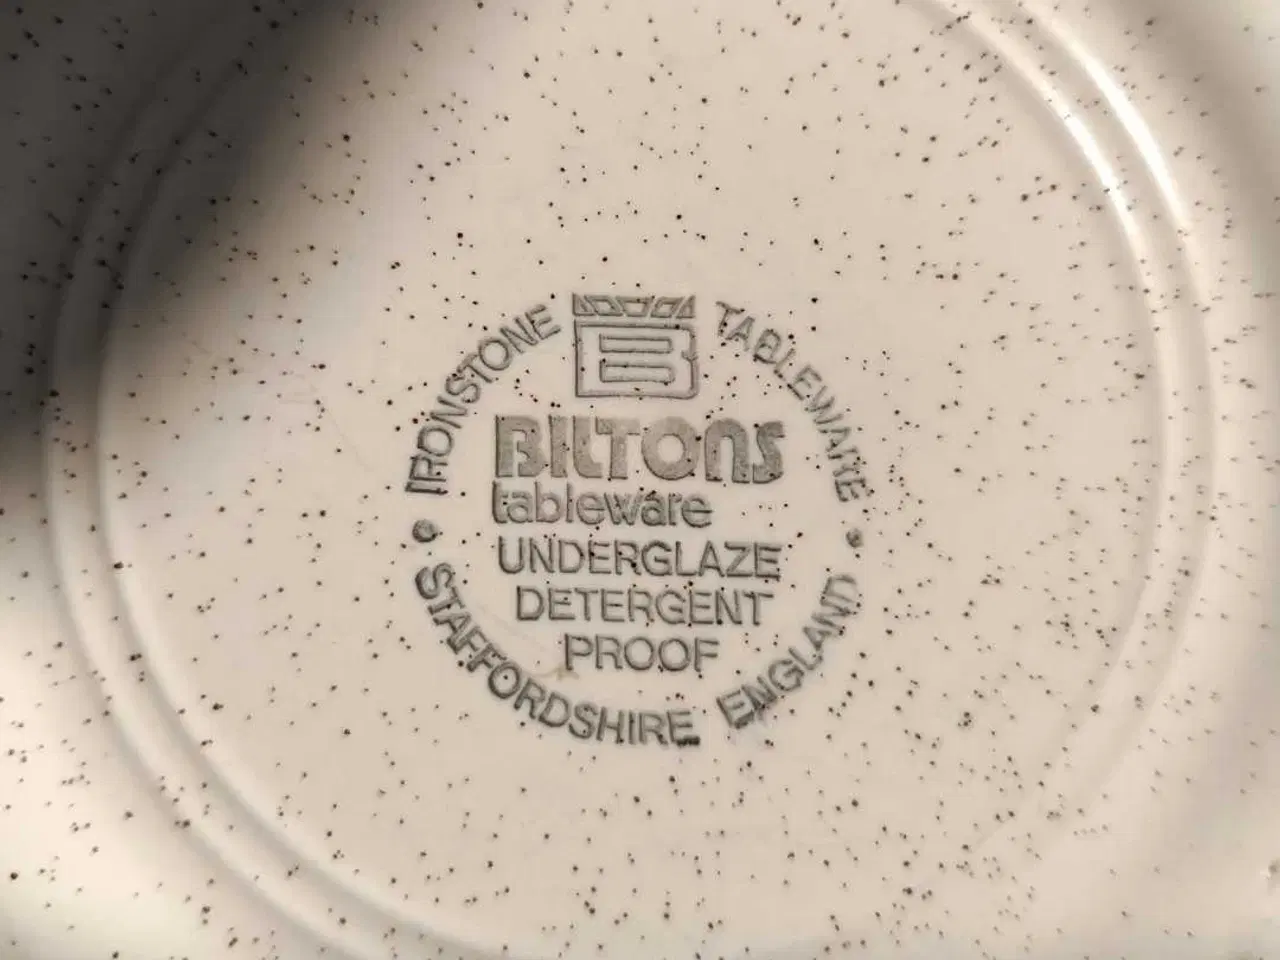 IRONSTONE TABLEWARE
B
BILTONS
tableware
UNDERGLAZE
DETERGENT
PROOF
STAFFORDSHIRE ENGLAND